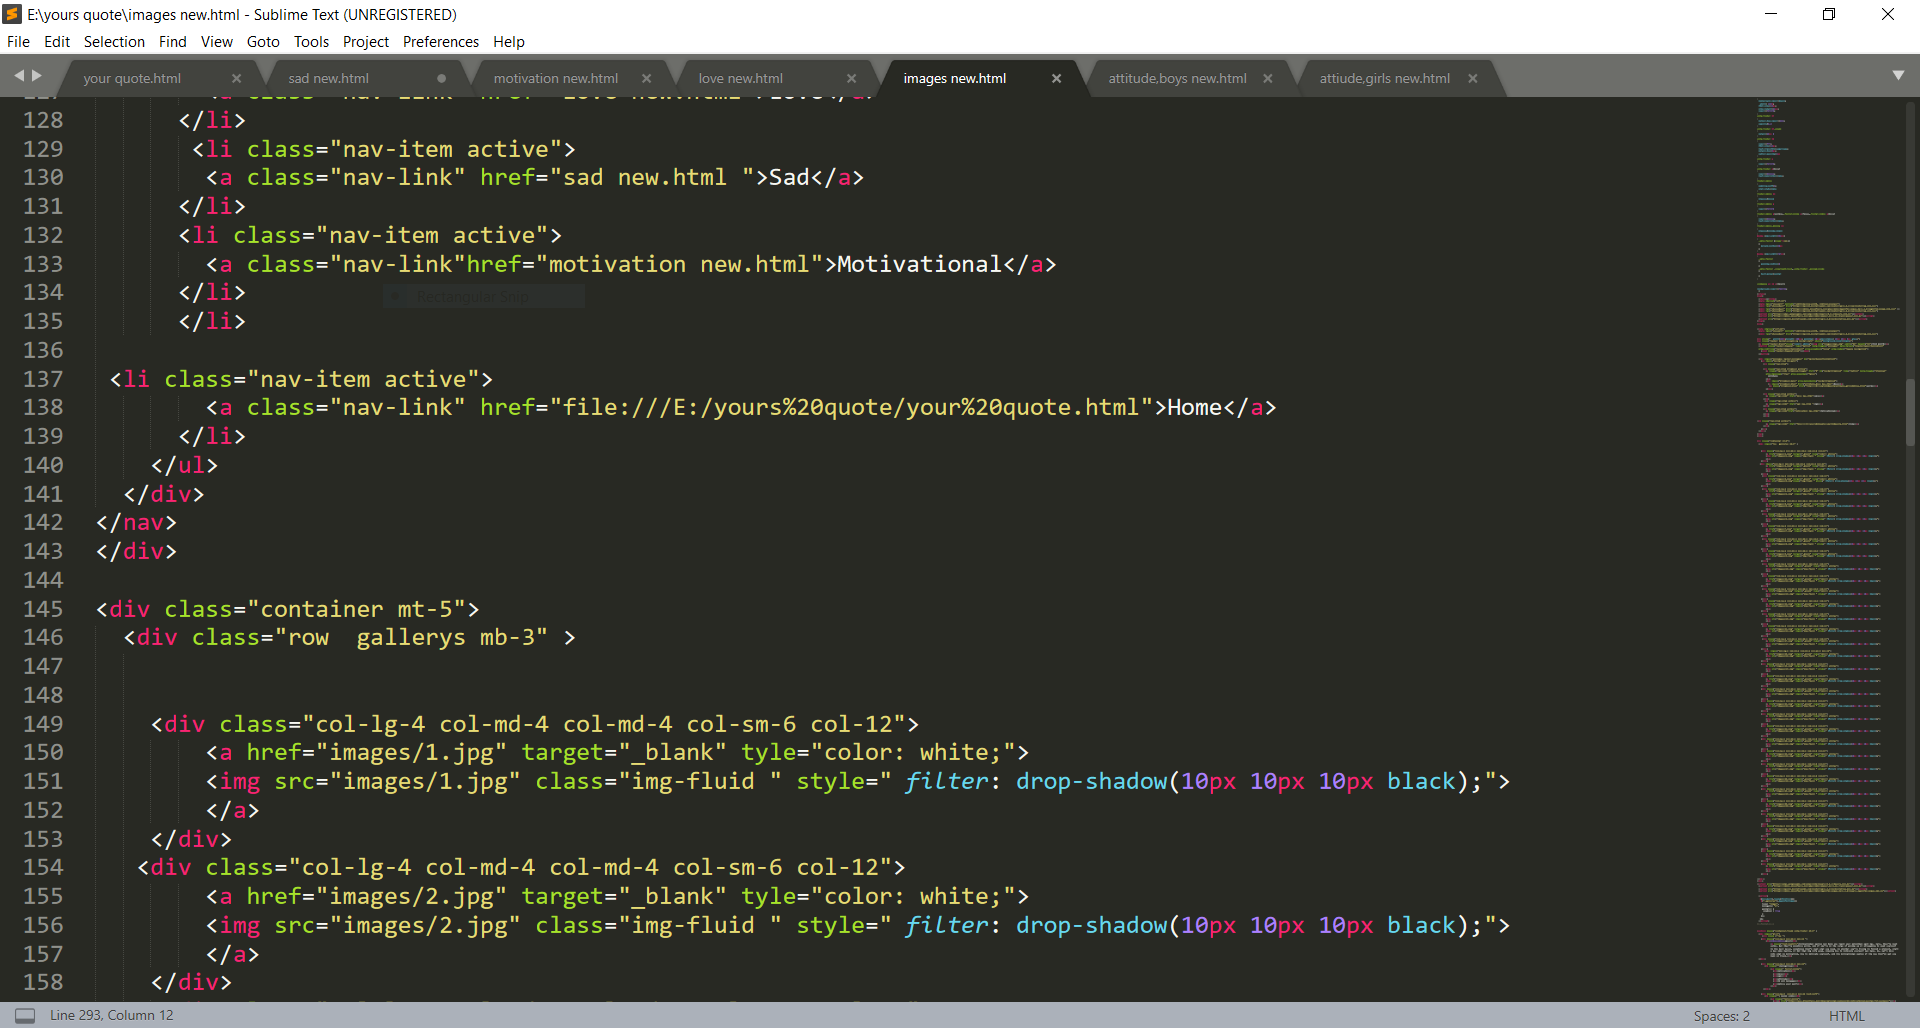 E:\yours quote\images new.html - Sublime Text (UNREGISTERED)
File Edit Selection Find View Goto Tools Project Preferences Help
your quote.html sad new.html motivation new.html love new.html images new.html attitude,boys new.html attiude,girls new.html
128 </li>
129 <li class="nav-item active">
130 <a class="nav-link" href="sad new.html ">Sad</a>
131 </li>
132 <li class="nav-item active">
133 <a class="nav-link"href="motivation new.html">Motivational</a>
134 </li>
Rectangular Snip
135 </li>
136
137 <li class="nav-item active">
138 <a class="nav-link" href="file:///E:/yours%20quote/your%20quote.html">Home</a>
139 </li>
140 </ul>
141 </div>
142 </nav>
143 </div>
144
145 <div class="container mt-5">
146 <div class="row  gallerys mb-3" >
147
148
149 <div class="col-lg-4 col-md-4 col-md-4 col-sm-6 col-12">
150 <a href="images/1.jpg" target="_blank" tyle="color: white;">
151 <img src="images/1.jpg" class="img-fluid " style=" filter: drop-shadow(10px 10px 10px black);">
152 </a>
153 </div>
154 <div class="col-lg-4 col-md-4 col-md-4 col-sm-6 col-12">
155 <a href="images/2.jpg" target="_blank" tyle="color: white;">
156 <img src="images/2.jpg" class="img-fluid " style=" filter: drop-shadow(10px 10px 10px black);">
157 </a>
158 </div>
Line 293, Column 12 Spaces: 2 HTML